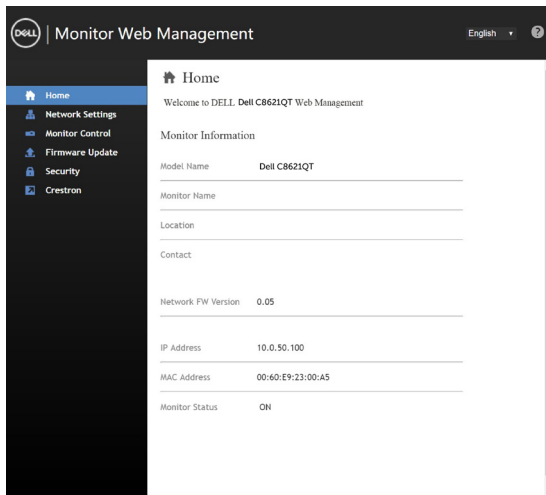 DELL | Monitor Web Management
English ▼ ?
Home
Network Settings
Monitor Control
Firmware Update
Security
Crestron
Home
Welcome to DELL Dell C8621QT Web Management
Monitor Information
Model Name Dell C8621QT
Monitor Name
Location
Contact
Network FW Version 0.05
IP Address 10.0.50.100
MAC Address 00:60:E9:23:00:A5
Monitor Status ON